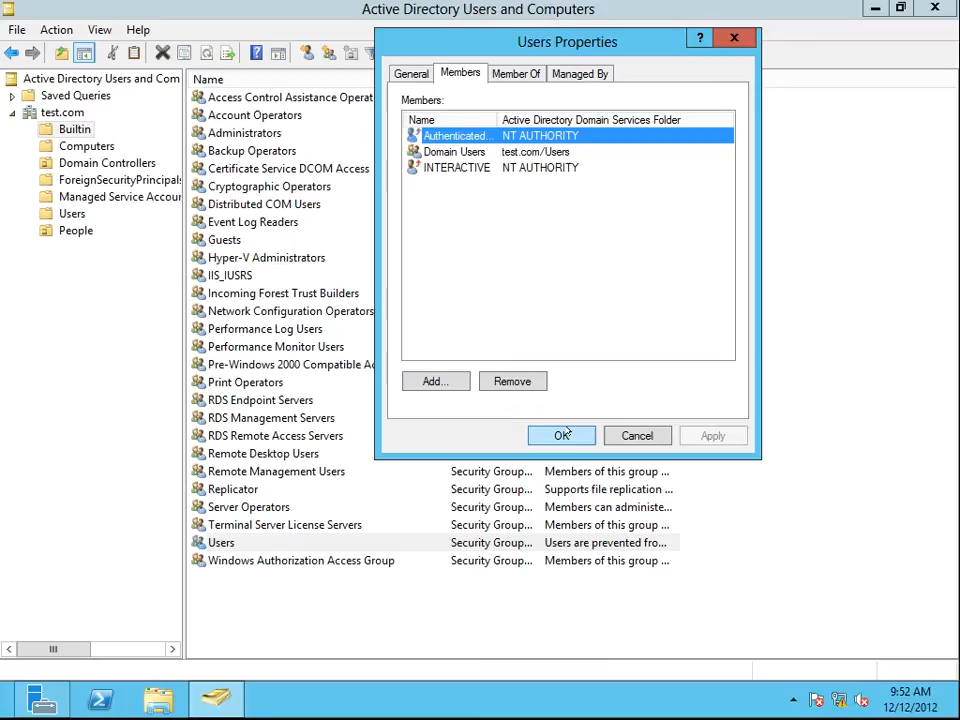 Active Directory Users and Computers
File Action View Help
Active Directory Users and Com
Saved Queries
test.com
Builtin
Computers
Domain Controllers
ForeignSecurityPrincipals
Managed Service Accour
Users
People
Name
Access Control Assistance Operat
Account Operators
Administrators
Backup Operators
Certificate Service DCOM Access
Cryptographic Operators
Distributed COM Users
Event Log Readers
Guests
Hyper-V Administrators
IIS_IUSRS
Incoming Forest Trust Builders
Network Configuration Operators
Performance Log Users
Performance Monitor Users
Pre-Windows 2000 Compatible Ac
Print Operators
RDS Endpoint Servers
RDS Management Servers
RDS Remote Access Servers
Remote Desktop Users
Remote Management Users Security Group... Members of this group ...
Replicator Security Group... Supports file replication ...
Server Operators Security Group... Members can administe...
Terminal Server License Servers Security Group... Members of this group ...
Users Security Group... Users are prevented fro...
Windows Authorization Access Group Security Group... Members of this group ...
Users Properties
General Members Member Of Managed By
Members:
Name Active Directory Domain Services Folder
Authenticated... NT AUTHORITY
Domain Users test.com/Users
INTERACTIVE NT AUTHORITY
Add... Remove
OK Cancel Apply
9:52 AM
12/12/2012